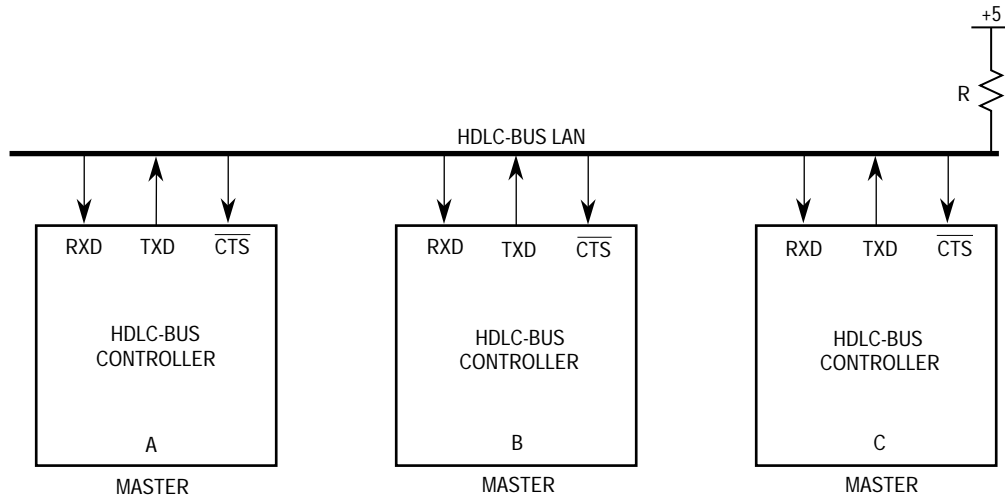 +5
R
HDLC-BUS LAN
RXD TXD CTS
RXD TXD CTS
RXD TXD CTS
HDLC-BUS
CONTROLLER
HDLC-BUS
CONTROLLER
HDLC-BUS
CONTROLLER
A
B
C
MASTER
MASTER
MASTER